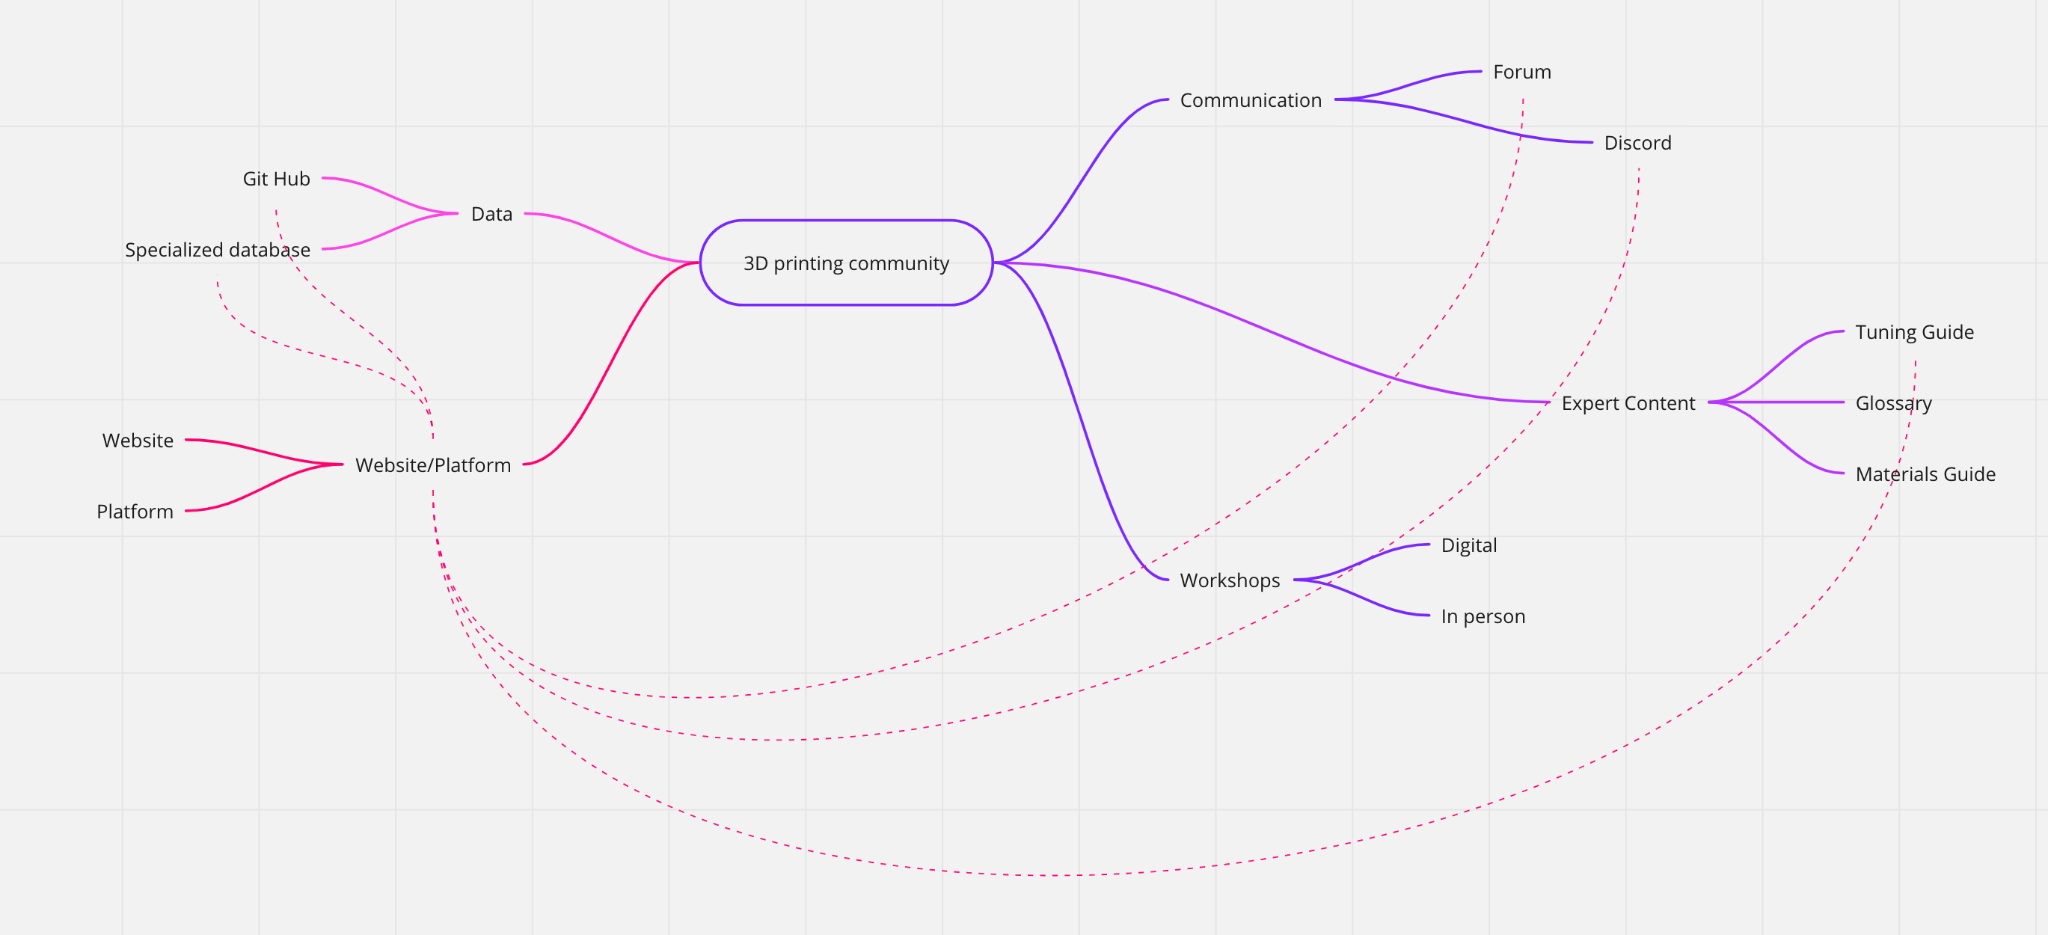 Forum
Communication
Discord
Git Hub
Data
Specialized database
3D printing community
Tuning Guide
Expert Content
Glossary
Website
Website/Platform
Materials Guide
Platform
Digital
Workshops
In person